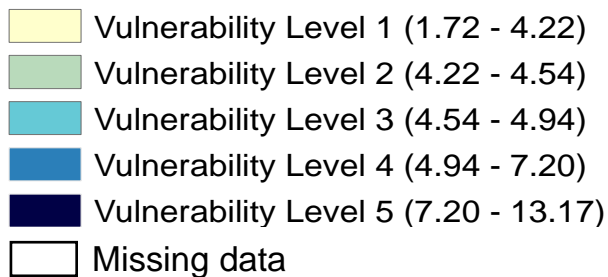 Vulnerability Level 1 (1.72 - 4.22)
Vulnerability Level 2 (4.22 - 4.54)
Vulnerability Level 3 (4.54 - 4.94)
Vulnerability Level 4 (4.94 - 7.20)
Vulnerability Level 5 (7.20 - 13.17)
Missing data